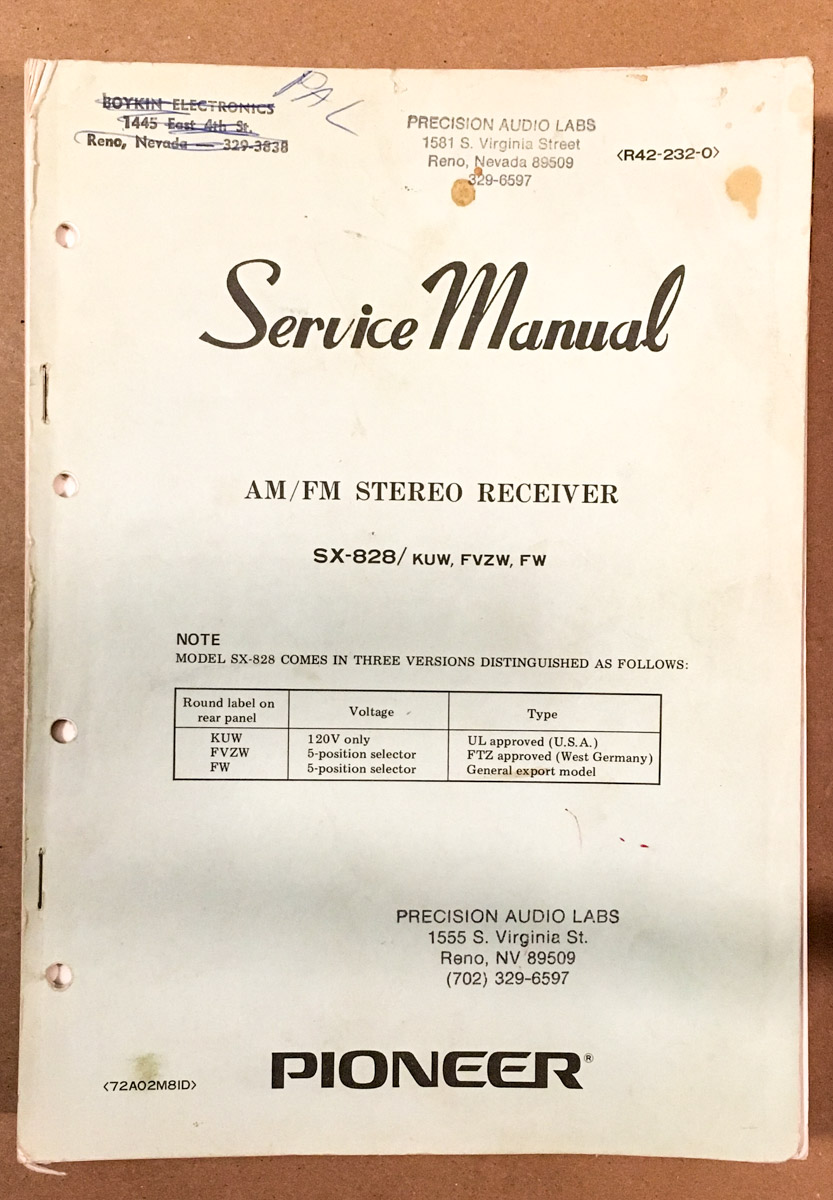 BOYKIN ELECTRONICS
1445 East 4th St.
Reno, Nevada — 329-3838
PAL
PRECISION AUDIO LABS
1581 S. Virginia Street
Reno, Nevada 89509
329-6597
<R42-232-0>
Service Manual
AM/FM STEREO RECEIVER
SX-828/ KUW, FVZW, FW
NOTE
MODEL SX-828 COMES IN THREE VERSIONS DISTINGUISHED AS FOLLOWS:
Round label on rear panel Voltage Type
KUW 120V only UL approved (U.S.A.)
FVZW 5-position selector FTZ approved (West Germany)
FW 5-position selector General export model
PRECISION AUDIO LABS
1555 S. Virginia St.
Reno, NV 89509
(702) 329-6597
<72A02M81D>
PIONEER®